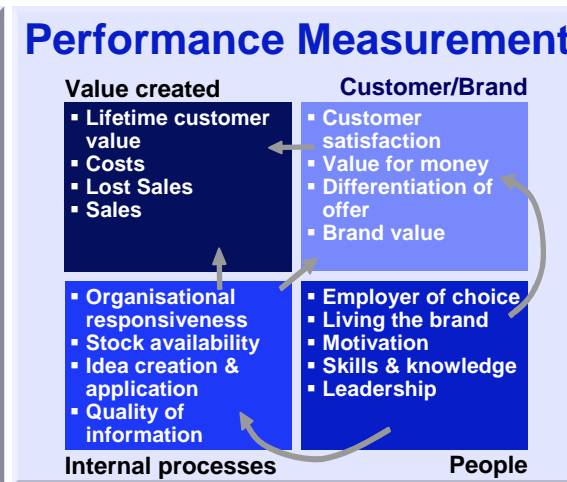 Performance Measurement
Value created
Customer/Brand
▪ Lifetime customer
value
▪ Costs
▪ Lost Sales
▪ Sales
▪ Customer
satisfaction
▪ Value for money
▪ Differentiation of
offer
▪ Brand value
▪ Organisational
responsiveness
▪ Stock availability
▪ Idea creation &
application
▪ Quality of
information
▪ Employer of choice
▪ Living the brand
▪ Motivation
▪ Skills & knowledge
▪ Leadership
Internal processes
People